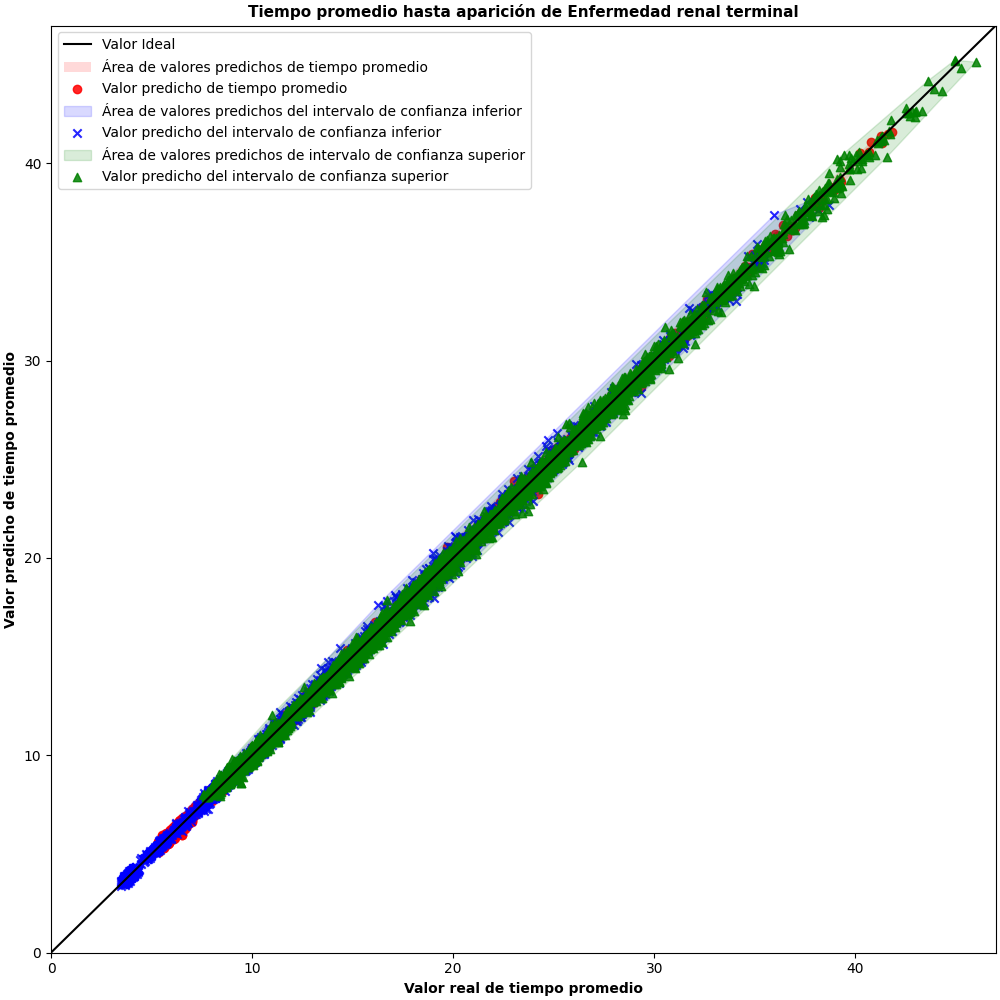 Tiempo promedio hasta aparición de Enfermedad renal terminal
Valor Ideal
Área de valores predichos de tiempo promedio
Valor predicho de tiempo promedio
Área de valores predichos del intervalo de confianza inferior
Valor predicho del intervalo de confianza inferior
Área de valores predichos de intervalo de confianza superior
Valor predicho del intervalo de confianza superior
Valor predicho de tiempo promedio
40
30
20
10
0
0 10 20 30 40
Valor real de tiempo promedio